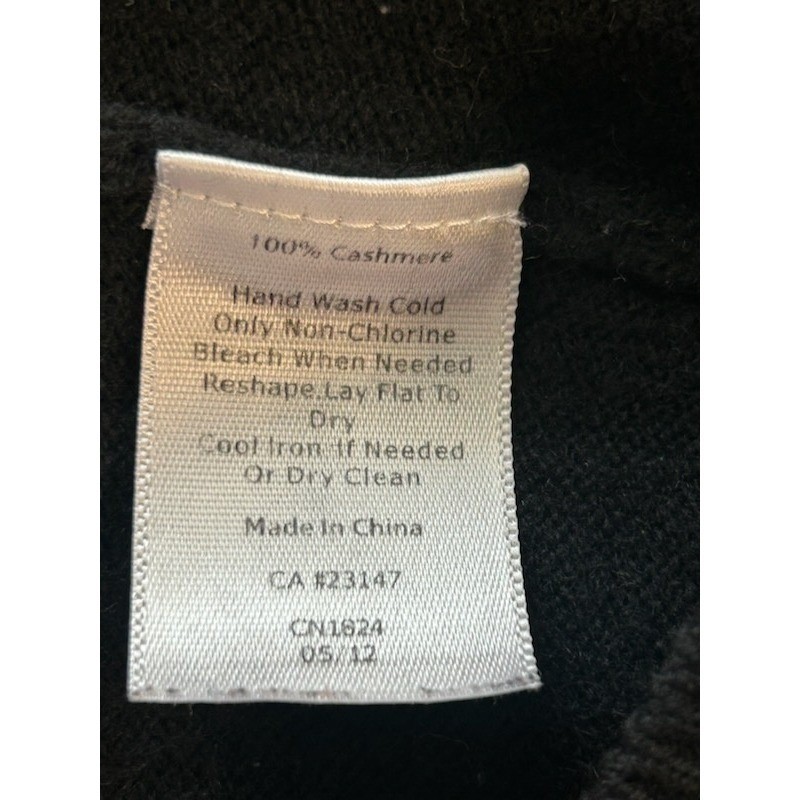 100% Cashmere
Hand Wash Cold
Only Non-Chlorine
Bleach When Needed
Reshape.Lay Flat To
Dry
Cool Iron If Needed
Or Dry Clean
Made In China
CA #23147
CN1824
05/12